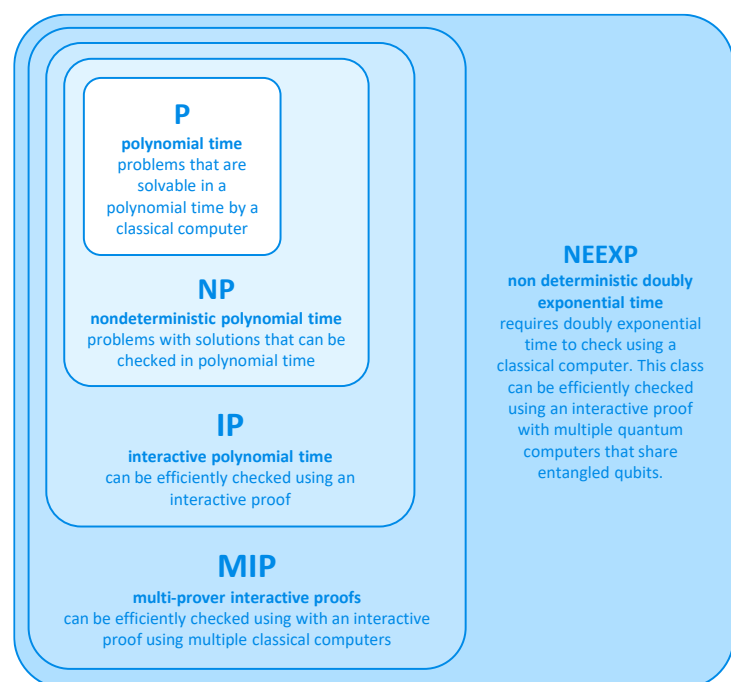 P
polynomial time
problems that are
solvable in a
polynomial time by a
classical computer
NP
nondeterministic polynomial time
problems with solutions that can be
checked in polynomial time
IP
interactive polynomial time
can be efficiently checked using an
interactive proof
MIP
multi-prover interactive proofs
can be efficiently checked using with an interactive
proof using multiple classical computers
NEEXP
non deterministic doubly
exponential time
requires doubly exponential
time to check using a
classical computer. This class
can be efficiently checked
using an interactive proof
with multiple quantum
computers that share
entangled qubits.